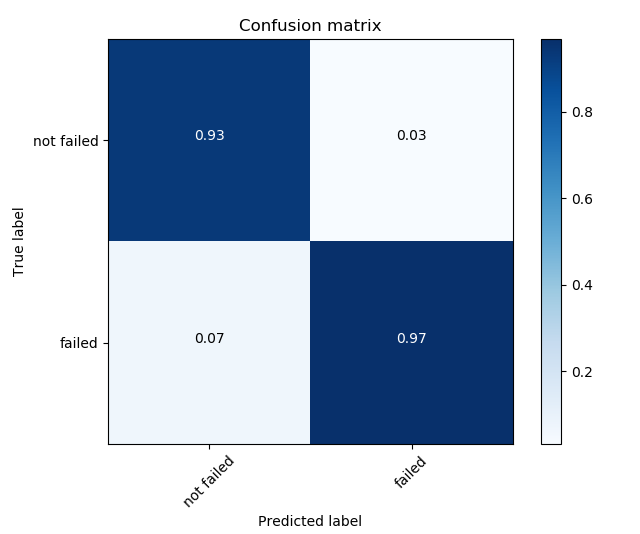 Confusion matrix
True label
not failed
0.93
0.03
failed
0.07
0.97
not failed
failed
Predicted label
0.8
0.6
0.4
0.2